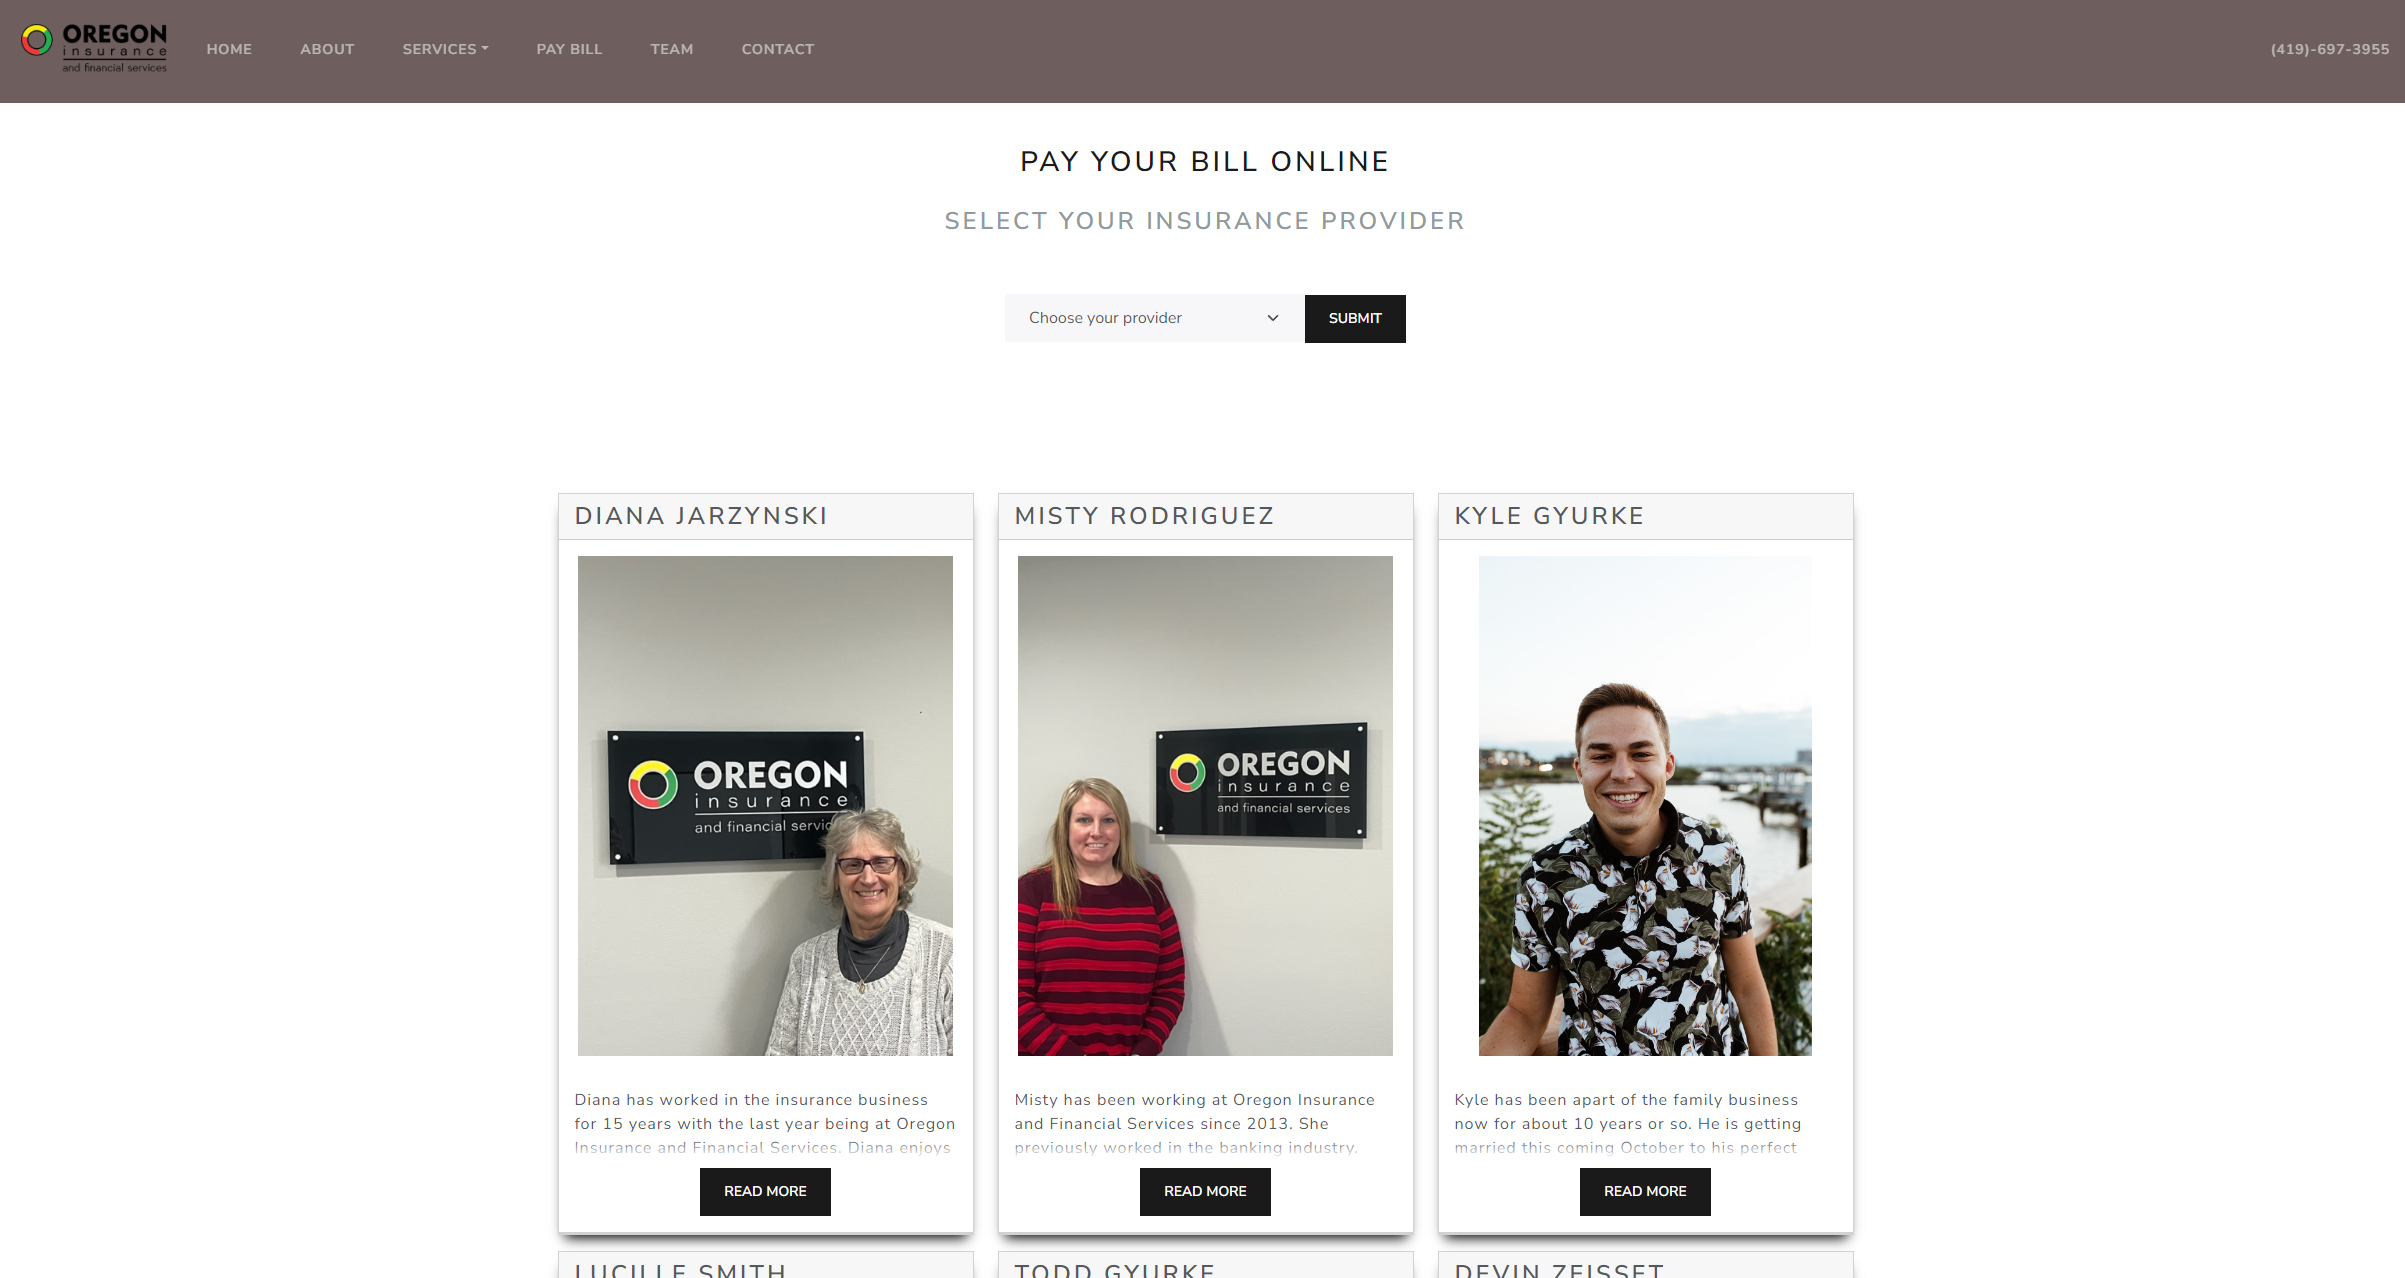 OREGON
insurance
and financial services
HOME
ABOUT
SERVICES
PAY BILL
TEAM
CONTACT
(419)-697-3955
PAY YOUR BILL ONLINE
SELECT YOUR INSURANCE PROVIDER
Choose your provider
SUBMIT
DIANA JARZYNSKI
OREGON
insurance
and financial servic
Diana has worked in the insurance business
for 15 years with the last year being at Oregon
Insurance and Financial Services. Diana enjoys
READ MORE
MISTY RODRIGUEZ
OREGON
insurance
and financial services
Misty has been working at Oregon Insurance
and Financial Services since 2013. She
previously worked in the banking industry.
READ MORE
KYLE GYURKE
Kyle has been apart of the family business
now for about 10 years or so. He is getting
married this coming October to his perfect
READ MORE
LUCILLE SMITH
TODD GYURKE
DEVIN ZEISSET